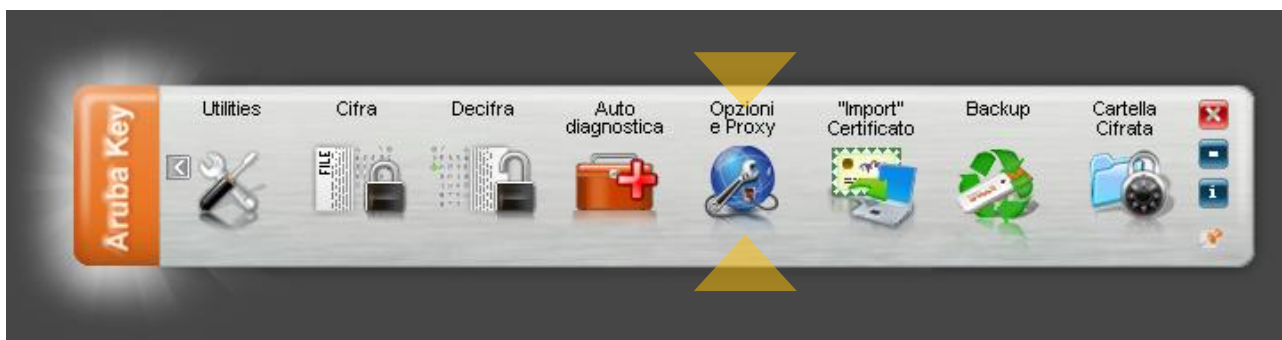 Aruba Key
Utilities
Cifra
Decifra
Auto
diagnostica
Opzioni
e Proxy
"Import"
Certificato
Backup
Cartella
Cifrata
FILE
i